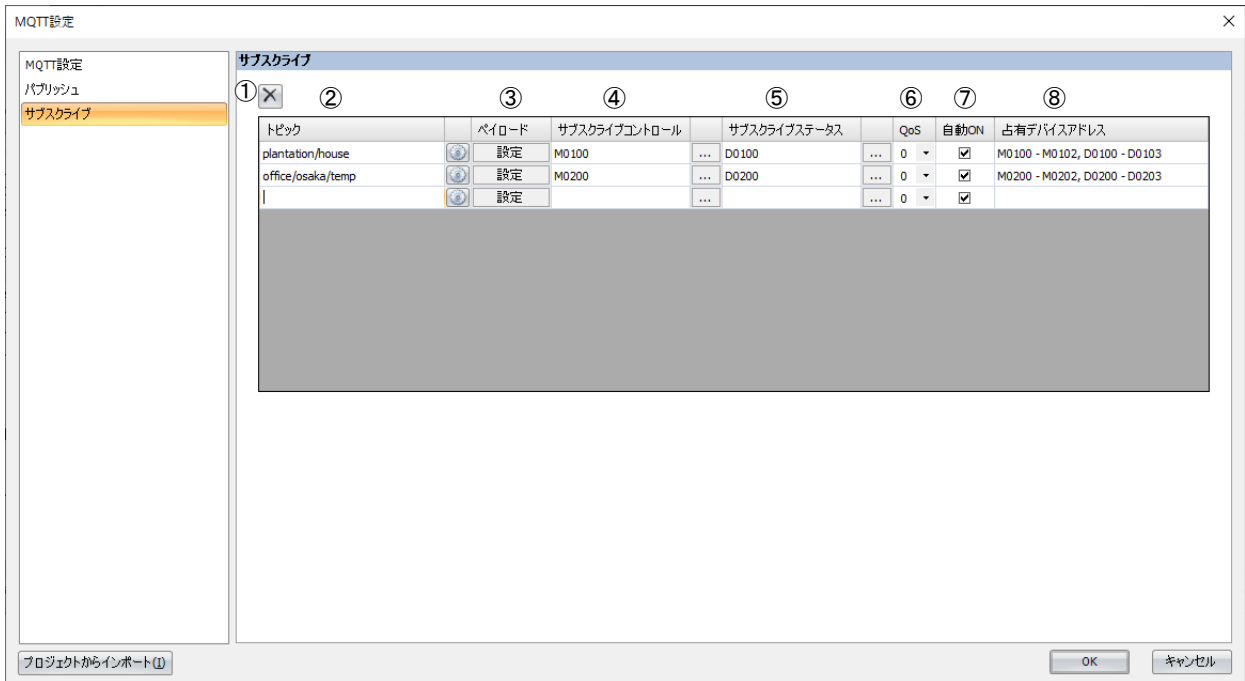 MQTT設定
MQTT設定
パブリッシュ
サブスクライブ
サブスクライブ
① ② ③ ④ ⑤ ⑥ ⑦ ⑧
トピック ペイロード サブスクライブコントロール サブスクライブステータス QoS 自動ON 占有デバイスアドレス
plantation/house 設定 M0100 ... D0100 ... 0 M0100 - M0102, D0100 - D0103
office/osaka/temp 設定 M0200 ... D0200 ... 0 M0200 - M0202, D0200 - D0203
設定 ... ... 0
プロジェクトからインポート(I) OK キャンセル